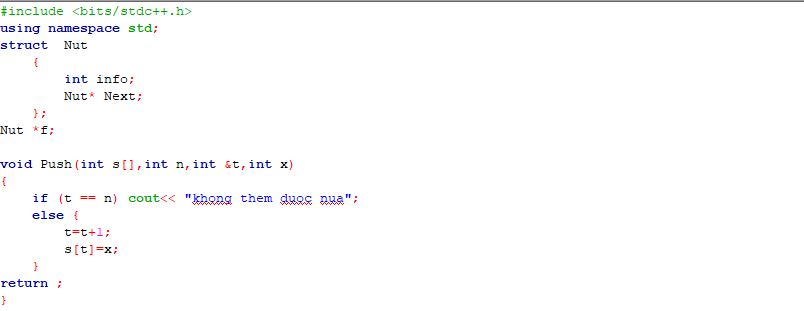 #include <bits/stdc++.h>
using namespace std;
struct  Nut
    {
        int info;
        Nut* Next;
    };
Nut *f;
void Push(int s[],int n,int &t,int x)
{
    if (t == n) cout<< "khong them duoc nua";
    else {
        t=t+1;
        s[t]=x;
    }
return ;
}